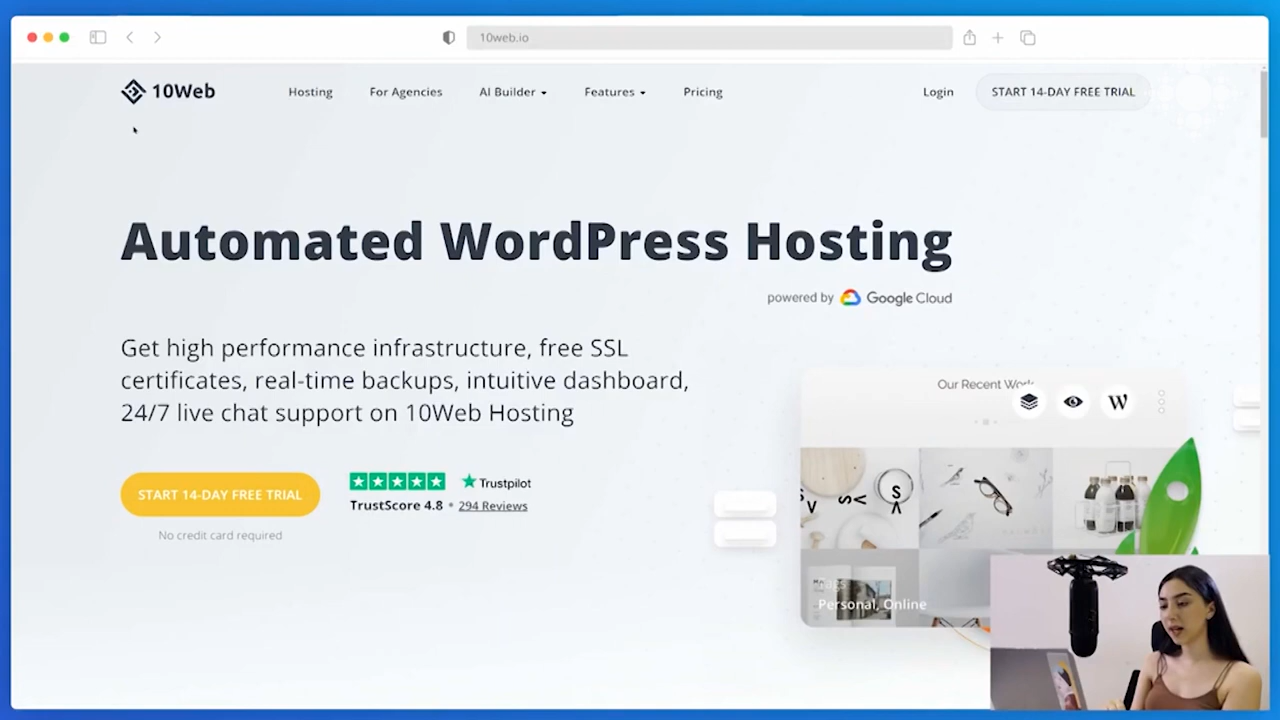 10web.io
10Web
Hosting
For Agencies
AI Builder
Features
Pricing
Login
START 14-DAY FREE TRIAL
Automated WordPress Hosting
powered by Google Cloud
Get high performance infrastructure, free SSL
certificates, real-time backups, intuitive dashboard,
24/7 live chat support on 10Web Hosting
Our Recent Work
START 14-DAY FREE TRIAL
Trustpilot
TrustScore 4.8 • 294 Reviews
No credit card required
Personal, Online